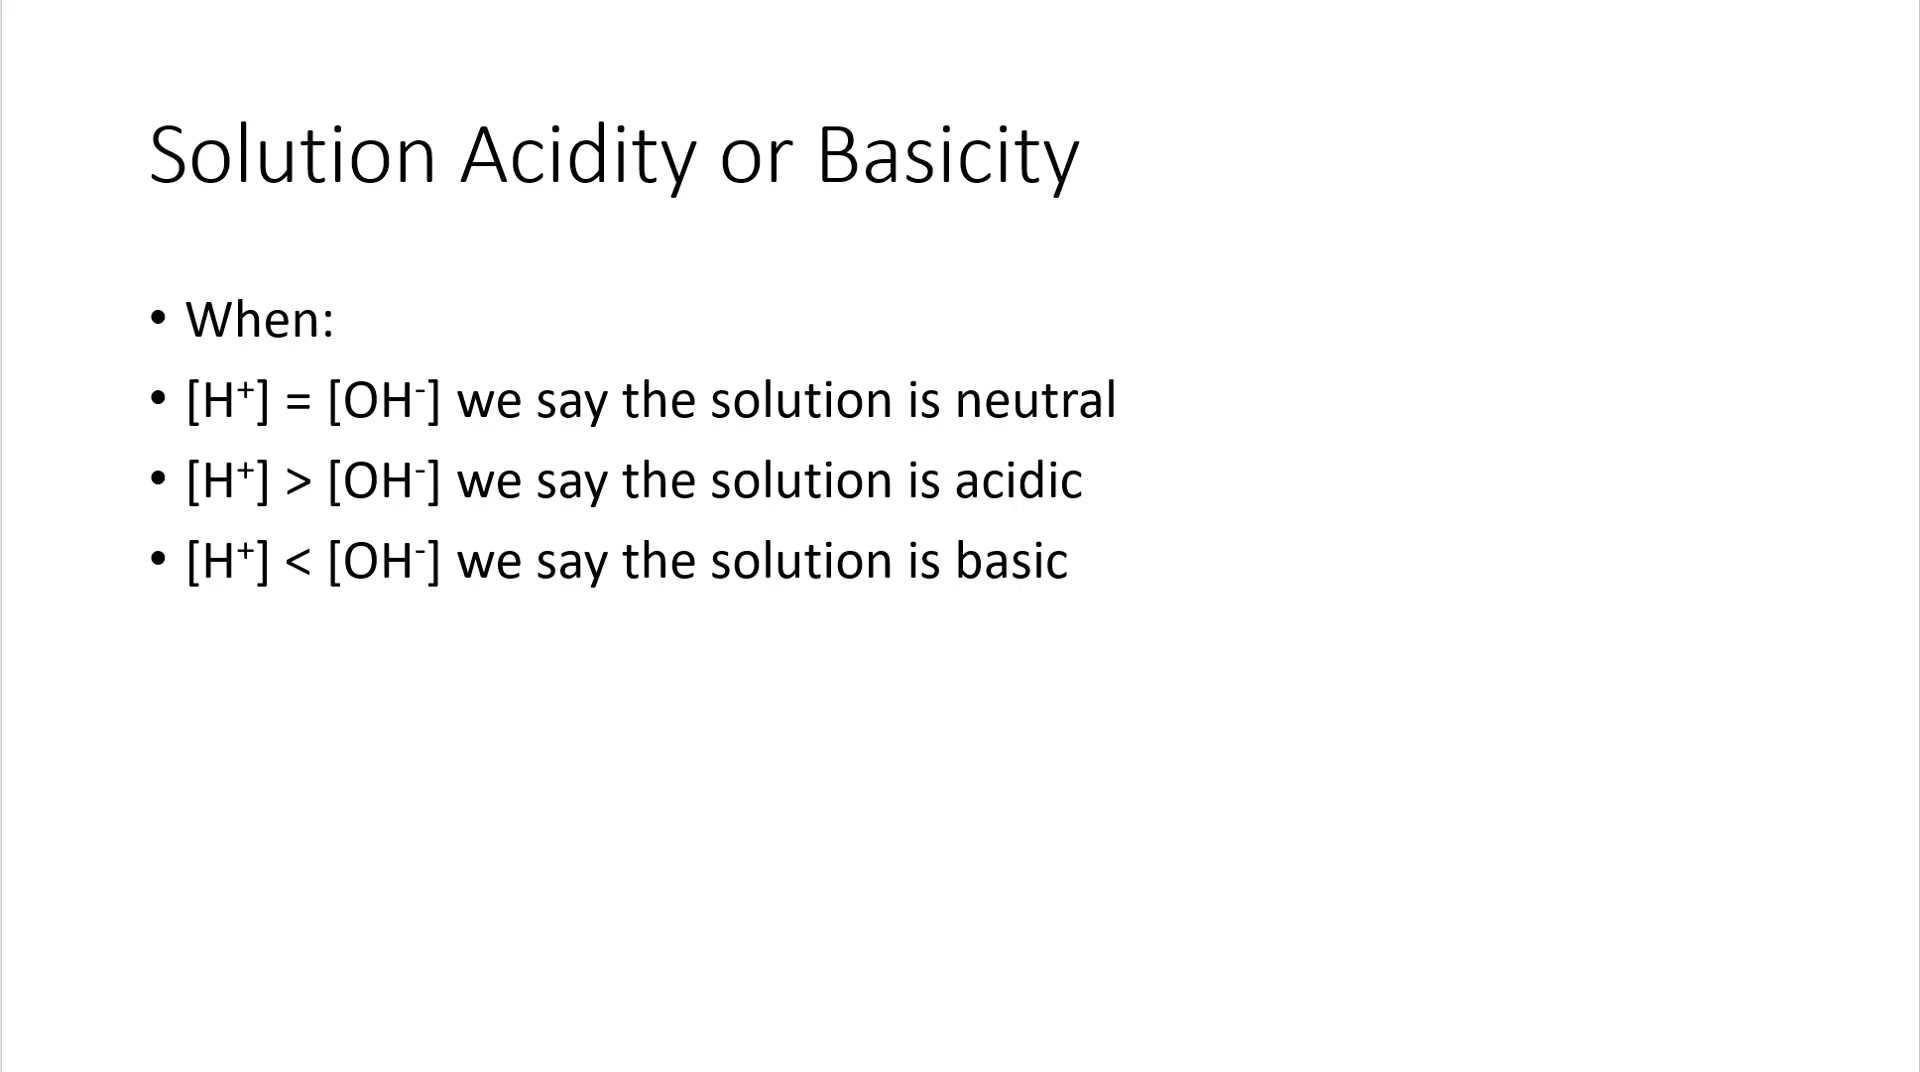 Solution Acidity or Basicity
• When:
• [H⁺] = [OH⁻] we say the solution is neutral
• [H⁺] > [OH⁻] we say the solution is acidic
• [H⁺] < [OH⁻] we say the solution is basic